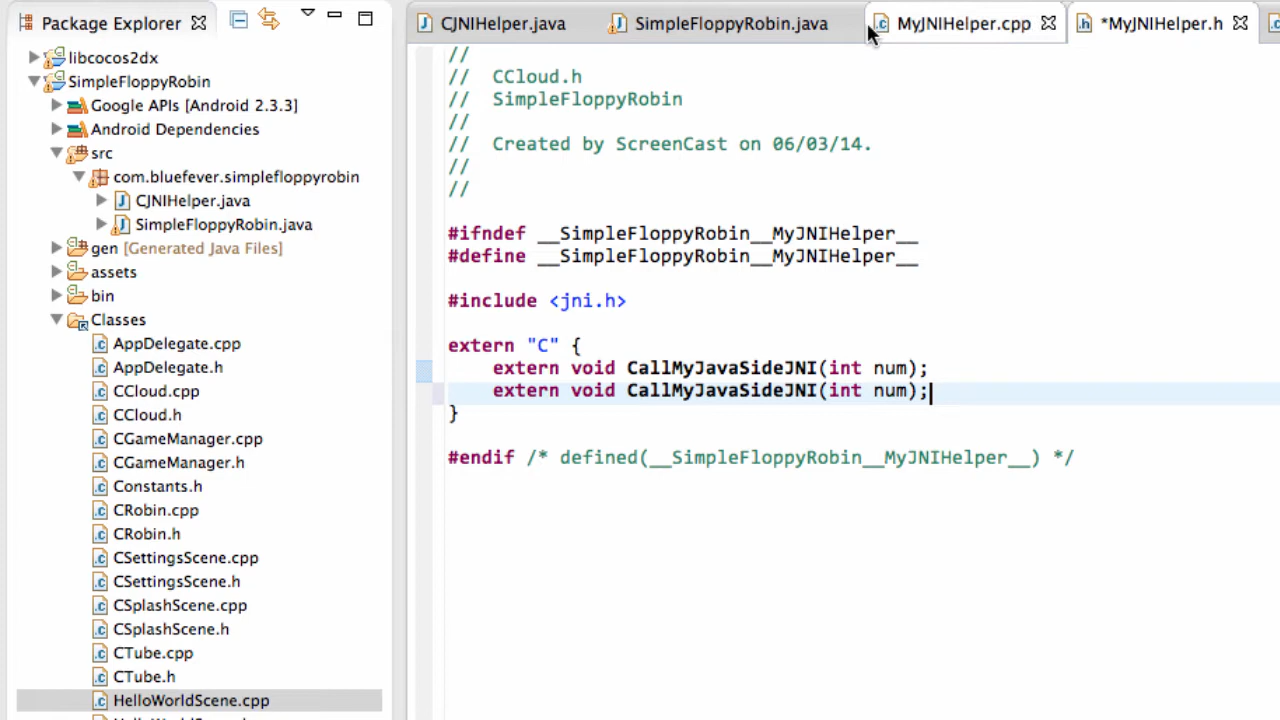 Package Explorer
CJNIHelper.java
SimpleFloppyRobin.java
MyJNIHelper.cpp
*MyJNIHelper.h
libcocos2dx
SimpleFloppyRobin
Google APIs [Android 2.3.3]
Android Dependencies
src
com.bluefever.simplefloppyrobin
CJNIHelper.java
SimpleFloppyRobin.java
gen [Generated Java Files]
assets
bin
Classes
AppDelegate.cpp
AppDelegate.h
CCloud.cpp
CCloud.h
CGameManager.cpp
CGameManager.h
Constants.h
CRobin.cpp
CRobin.h
CSettingsScene.cpp
CSettingsScene.h
CSplashScene.cpp
CSplashScene.h
CTube.cpp
CTube.h
HelloWorldScene.cpp
//
//  CCloud.h
//  SimpleFloppyRobin
//
//  Created by ScreenCast on 06/03/14.
//
//
#ifndef __SimpleFloppyRobin__MyJNIHelper__
#define __SimpleFloppyRobin__MyJNIHelper__
#include <jni.h>
extern "C" {
    extern void CallMyJavaSideJNI(int num);
    extern void CallMyJavaSideJNI(int num);
}
#endif /* defined(__SimpleFloppyRobin__MyJNIHelper__) */